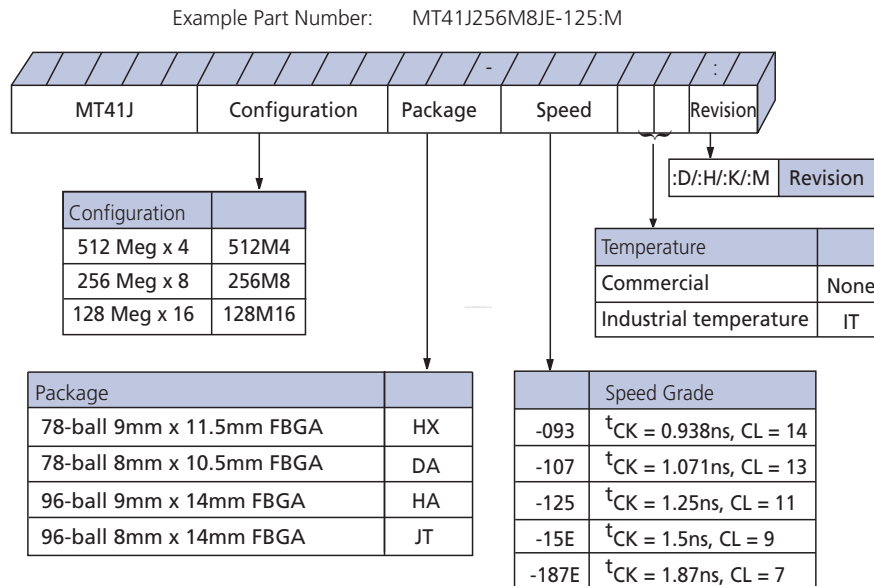 Example Part Number: MT41J256M8JE-125:M
- :
MT41J Configuration Package Speed Revision
:D/:H/:K/:M Revision
Configuration
512 Meg x 4 512M4
256 Meg x 8 256M8
128 Meg x 16 128M16
Temperature
Commercial None
Industrial temperature IT
Package
78-ball 9mm x 11.5mm FBGA HX
78-ball 8mm x 10.5mm FBGA DA
96-ball 9mm x 14mm FBGA HA
96-ball 8mm x 14mm FBGA JT
Speed Grade
-093 tCK = 0.938ns, CL = 14
-107 tCK = 1.071ns, CL = 13
-125 tCK = 1.25ns, CL = 11
-15E tCK = 1.5ns, CL = 9
-187E tCK = 1.87ns, CL = 7